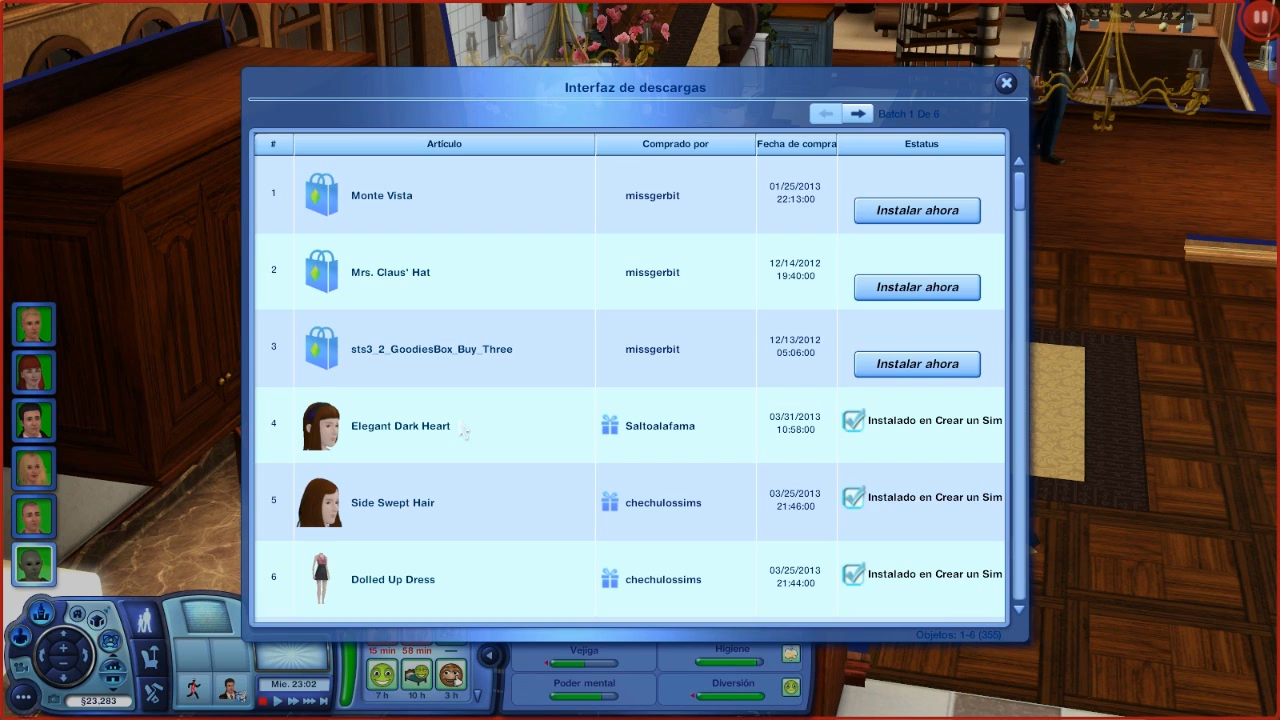 Interfaz de descargas
Batch 1 De 6
# Artículo Comprado por Fecha de compra Estatus
1 Monte Vista missgerbit 01/25/2013 22:13:00 Instalar ahora
2 Mrs. Claus' Hat missgerbit 12/14/2012 19:40:00 Instalar ahora
3 sts3_2_GoodiesBox_Buy_Three missgerbit 12/13/2012 05:06:00 Instalar ahora
4 Elegant Dark Heart Saltoalafama 03/31/2013 10:58:00 Instalado en Crear un Sim
5 Side Swept Hair chechulossims 03/25/2013 21:46:00 Instalado en Crear un Sim
6 Dolled Up Dress chechulossims 03/25/2013 21:44:00 Instalado en Crear un Sim
Objetos: 1-6 (355)
15 min 58 min
Vejiga Higiene
Poder mental Diversión
Mie. 23:02
7 h 10 h 3 h
§23,283